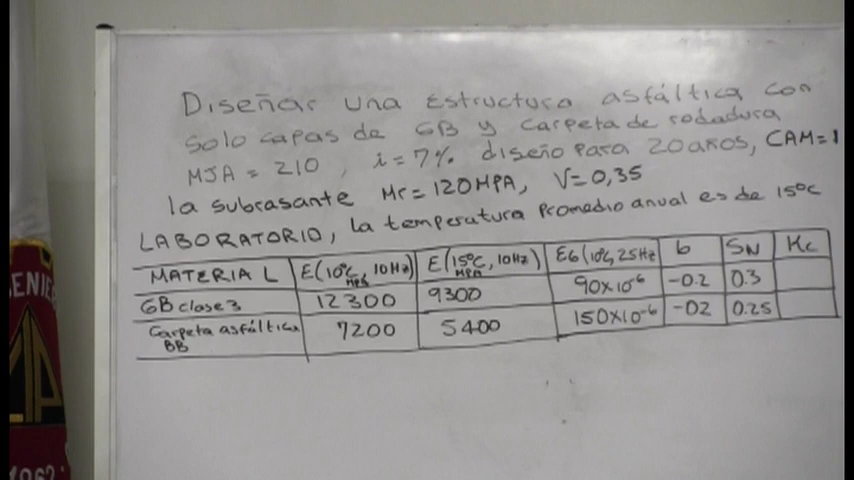 Diseñar una estructura asfáltica con
solo capas de GB y Carpeta de rodadura
MJA = 210, i = 7% diseño para 20 años, CAM=1
la subrasante Mr = 120 MPA, V = 0,35
LABORATORIO, la temperatura promedio anual es de 15°C
MATERIAL E(10°C, 10Hz) MPA E(15°C, 10Hz) MPA E6(10°C, 25Hz b SN Kc
GB clase 3 12300 9300 90x10-6 -0.2 0.3
Carpeta asfáltica BB 7200 5400 150x10-6 -02 0.25
ENIE
1962